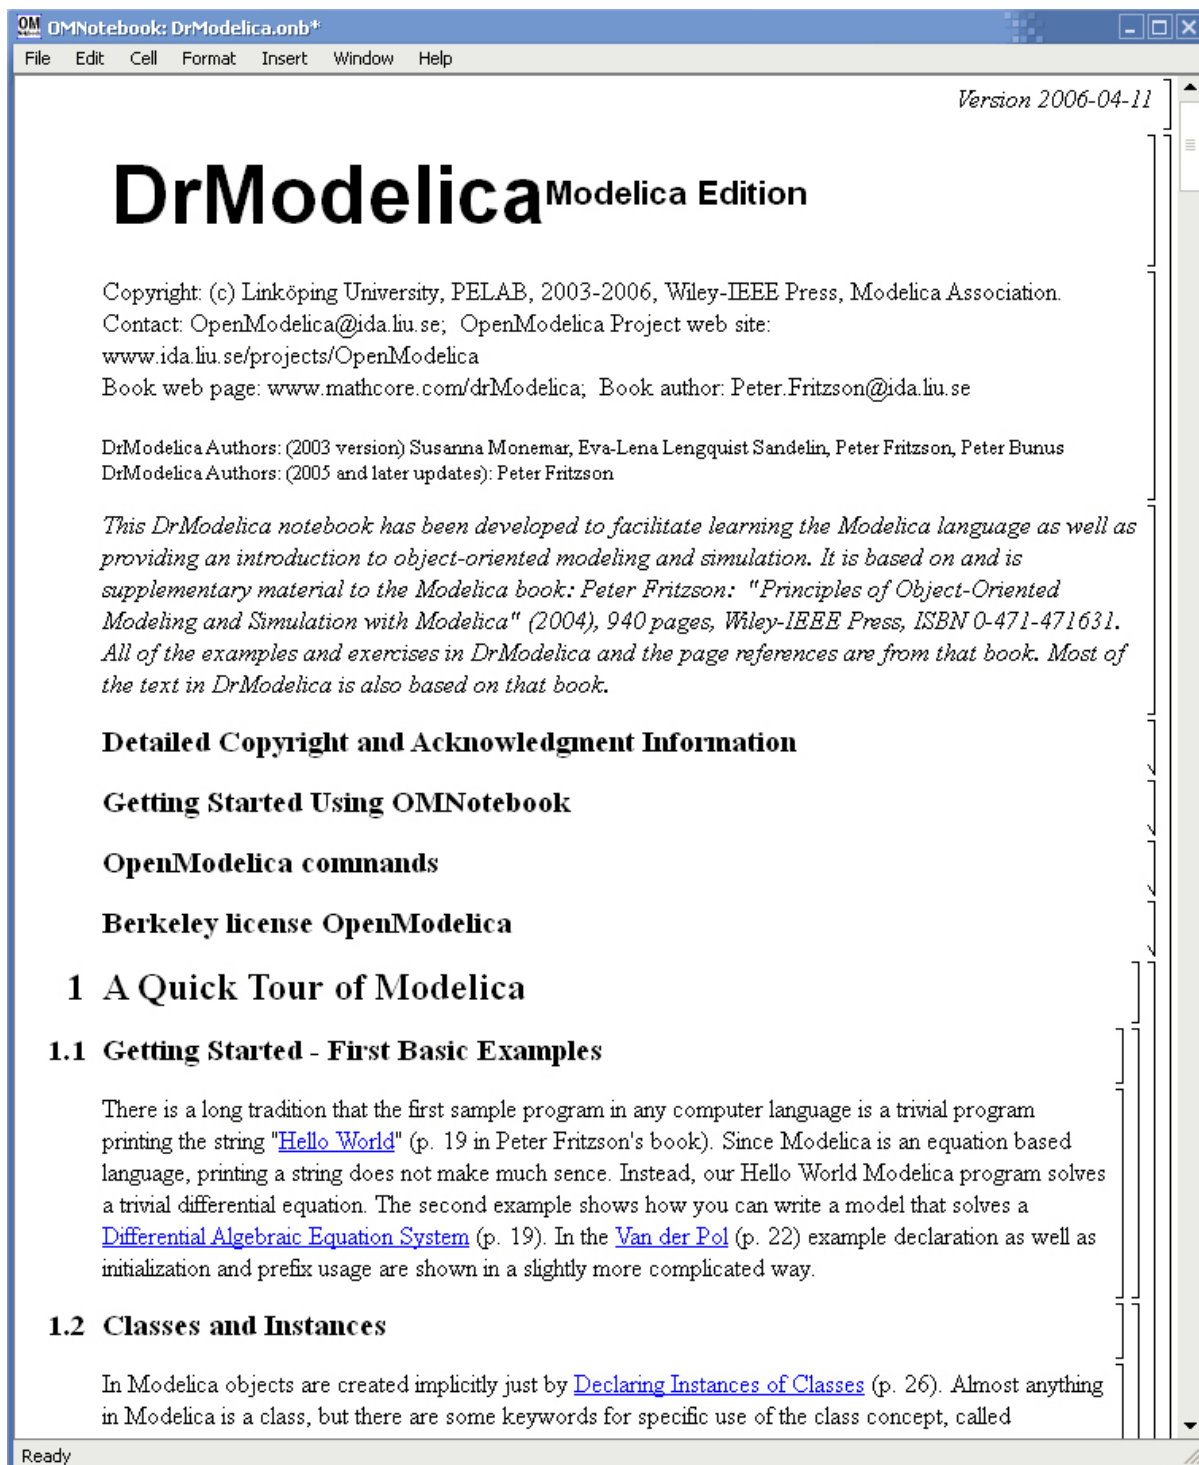 OMNotebook: DrModelica.onb*
File Edit Cell Format Insert Window Help
Version 2006-04-11
DrModelica Modelica Edition
Copyright: (c) Linköping University, PELAB, 2003-2006, Wiley-IEEE Press, Modelica Association.
Contact: OpenModelica@ida.liu.se; OpenModelica Project web site:
www.ida.liu.se/projects/OpenModelica
Book web page: www.mathcore.com/drModelica; Book author: Peter.Fritzson@ida.liu.se
DrModelica Authors: (2003 version) Susanna Monemar, Eva-Lena Lengquist Sandelin, Peter Fritzson, Peter Bunus
DrModelica Authors: (2005 and later updates): Peter Fritzson
This DrModelica notebook has been developed to facilitate learning the Modelica language as well as
providing an introduction to object-oriented modeling and simulation. It is based on and is
supplementary material to the Modelica book: Peter Fritzson: "Principles of Object-Oriented
Modeling and Simulation with Modelica" (2004), 940 pages, Wiley-IEEE Press, ISBN 0-471-471631.
All of the examples and exercises in DrModelica and the page references are from that book. Most of
the text in DrModelica is also based on that book.
Detailed Copyright and Acknowledgment Information
Getting Started Using OMNotebook
OpenModelica commands
Berkeley license OpenModelica
1 A Quick Tour of Modelica
1.1 Getting Started - First Basic Examples
There is a long tradition that the first sample program in any computer language is a trivial program
printing the string "Hello World" (p. 19 in Peter Fritzson's book). Since Modelica is an equation based
language, printing a string does not make much sence. Instead, our Hello World Modelica program solves
a trivial differential equation. The second example shows how you can write a model that solves a
Differential Algebraic Equation System (p. 19). In the Van der Pol (p. 22) example declaration as well as
initialization and prefix usage are shown in a slightly more complicated way.
1.2 Classes and Instances
In Modelica objects are created implicitly just by Declaring Instances of Classes (p. 26). Almost anything
in Modelica is a class, but there are some keywords for specific use of the class concept, called
Ready